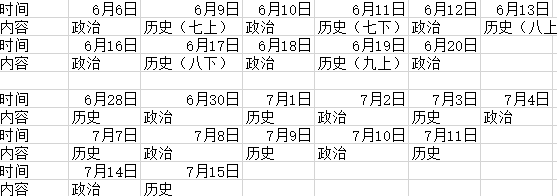 时间 6月6日 6月9日 6月10日 6月11日 6月12日 6月13日
内容 政治 历史（七上） 政治 历史（七下） 政治 历史（八上
时间 6月16日 6月17日 6月18日 6月19日 6月20日
内容 政治 历史（八下） 政治 历史（九上） 政治
时间 6月28日 6月30日 7月1日 7月2日 7月3日 7月4日
内容 历史 政治 历史 政治 历史 政治
时间 7月7日 7月8日 7月9日 7月10日 7月11日
内容 历史 政治 历史 政治 历史
时间 7月14日 7月15日
内容 政治 历史